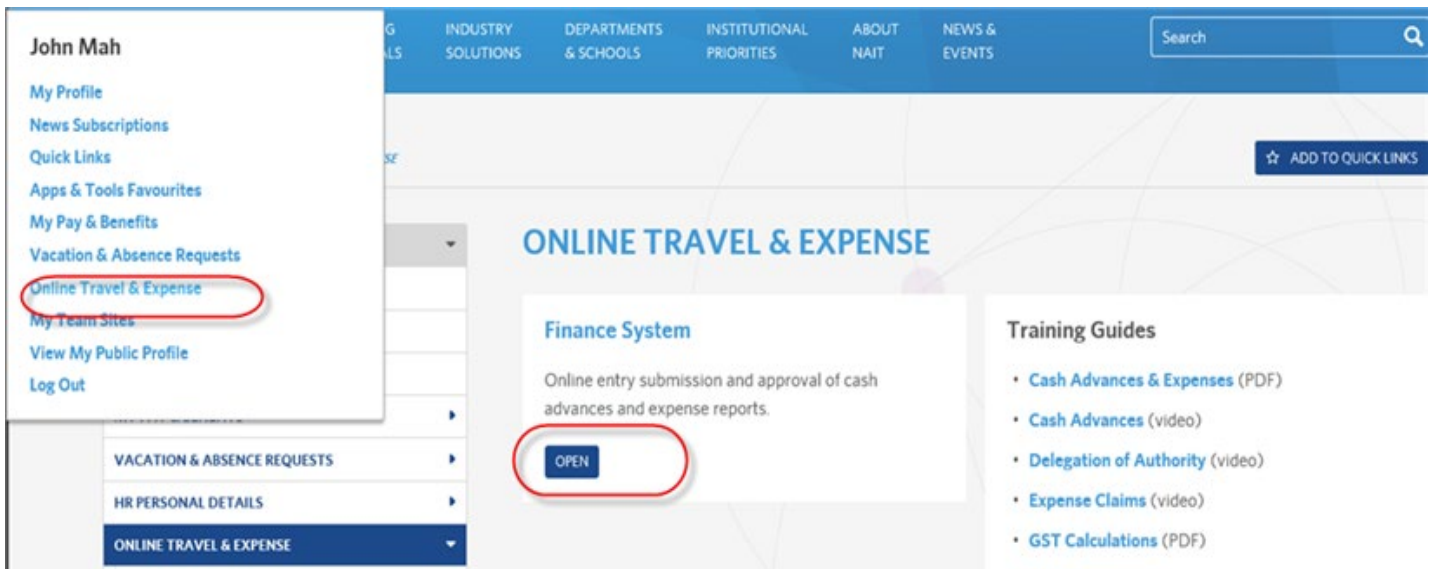 John Mah
My Profile
News Subscriptions
Quick Links
Apps & Tools Favourites
My Pay & Benefits
Vacation & Absence Requests
Online Travel & Expense
My Team Sites
View My Public Profile
Log Out
INDUSTRY
SOLUTIONS
DEPARTMENTS
& SCHOOLS
INSTITUTIONAL
PRIORITIES
ABOUT
NAIT
NEWS &
EVENTS
Search
ADD TO QUICK LINKS
VACATION & ABSENCE REQUESTS
HR PERSONAL DETAILS
ONLINE TRAVEL & EXPENSE
ONLINE TRAVEL & EXPENSE
Finance System
Online entry submission and approval of cash
advances and expense reports.
OPEN
Training Guides
• Cash Advances & Expenses (PDF)
• Cash Advances (video)
• Delegation of Authority (video)
• Expense Claims (video)
• GST Calculations (PDF)